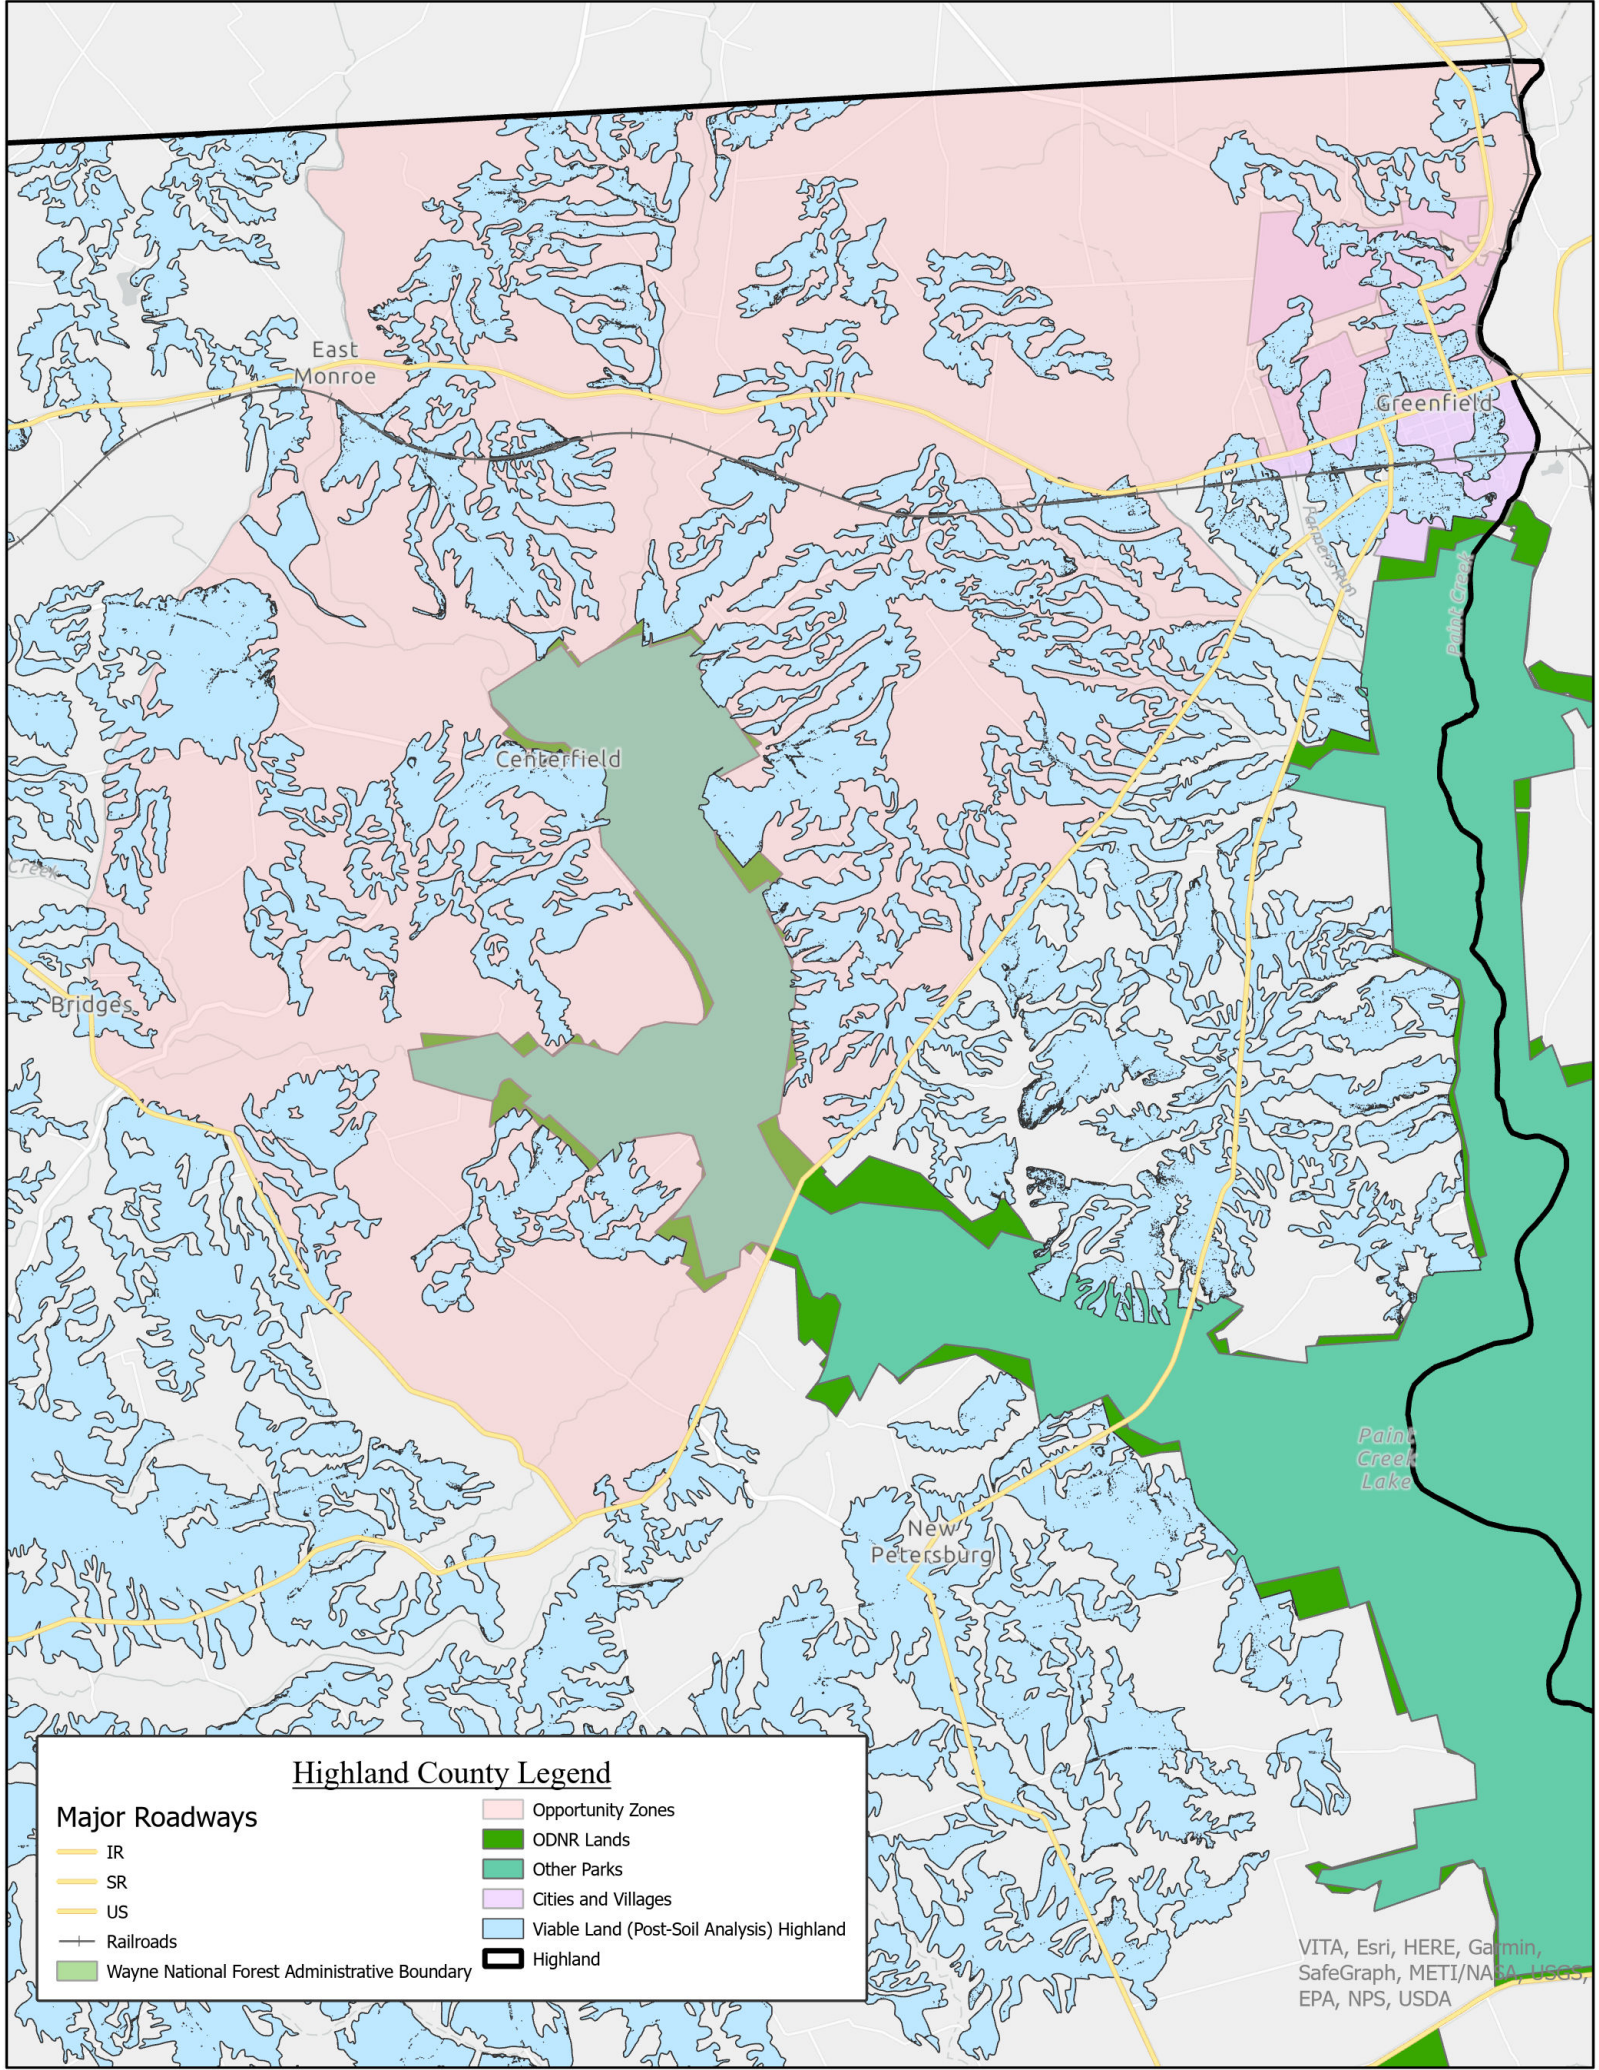 East
Monroe
Greenfield
Farmers Run
Paint Creek
Centerfield
Creek
Bridges
Paint
Creek
Lake
New
Petersburg
Highland County Legend
Major Roadways
IR
SR
US
Railroads
Wayne National Forest Administrative Boundary
Opportunity Zones
ODNR Lands
Other Parks
Cities and Villages
Viable Land (Post-Soil Analysis) Highland
Highland
VITA, Esri, HERE, Garmin,
SafeGraph, METI/NASA, USGS,
EPA, NPS, USDA